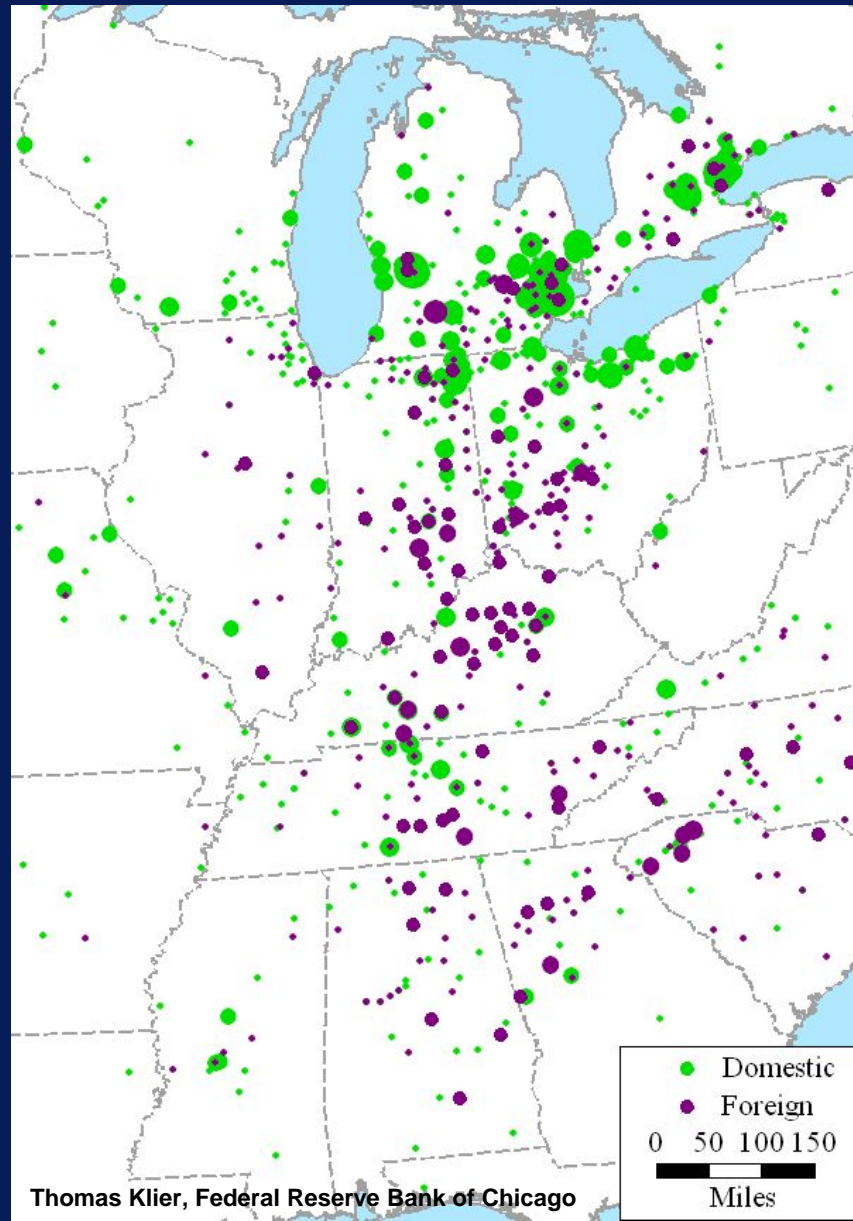 Domestic
Foreign
0 50 100 150
Miles
Thomas Klier, Federal Reserve Bank of Chicago